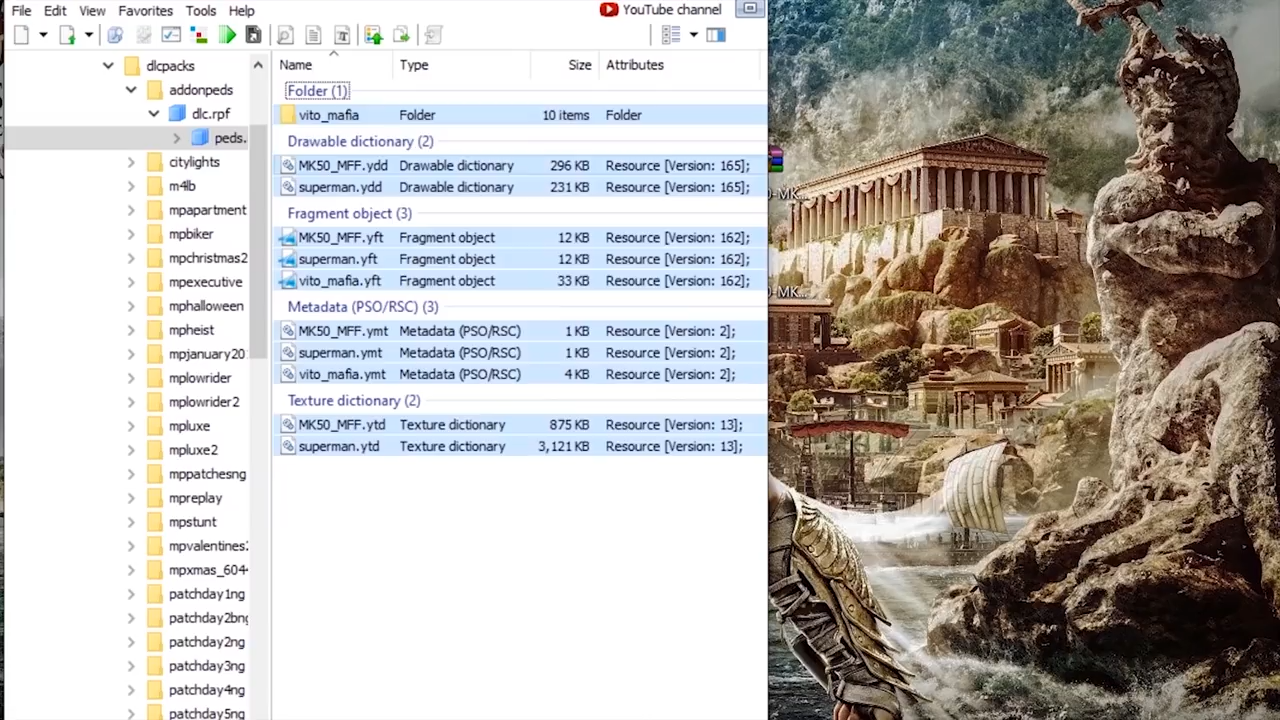 File Edit View Favorites Tools Help YouTube channel
Name Type Size Attributes
dlcpacks
addonpeds
dlc.rpf
peds.
citylights
m4lb
mpapartment
mpbiker
mpchristmas2
mpexecutive
mphalloween
mpheist
mpjanuary20
mplowrider
mplowrider2
mpluxe
mpluxe2
mppatchesng
mpreplay
mpstunt
mpvalentines
mpxmas_604
patchday1ng
patchday2bng
patchday2ng
patchday3ng
patchday4ng
patchday5ng
Folder (1)
vito_mafia Folder 10 items Folder
Drawable dictionary (2)
MK50_MFF.ydd Drawable dictionary 296 KB Resource [Version: 165];
superman.ydd Drawable dictionary 231 KB Resource [Version: 165];
Fragment object (3)
MK50_MFF.yft Fragment object 12 KB Resource [Version: 162];
superman.yft Fragment object 12 KB Resource [Version: 162];
vito_mafia.yft Fragment object 33 KB Resource [Version: 162];
Metadata (PSO/RSC) (3)
MK50_MFF.ymt Metadata (PSO/RSC) 1 KB Resource [Version: 2];
superman.ymt Metadata (PSO/RSC) 1 KB Resource [Version: 2];
vito_mafia.ymt Metadata (PSO/RSC) 4 KB Resource [Version: 2];
Texture dictionary (2)
MK50_MFF.ytd Texture dictionary 875 KB Resource [Version: 13];
superman.ytd Texture dictionary 3,121 KB Resource [Version: 13];
0-MK...
0-MK...